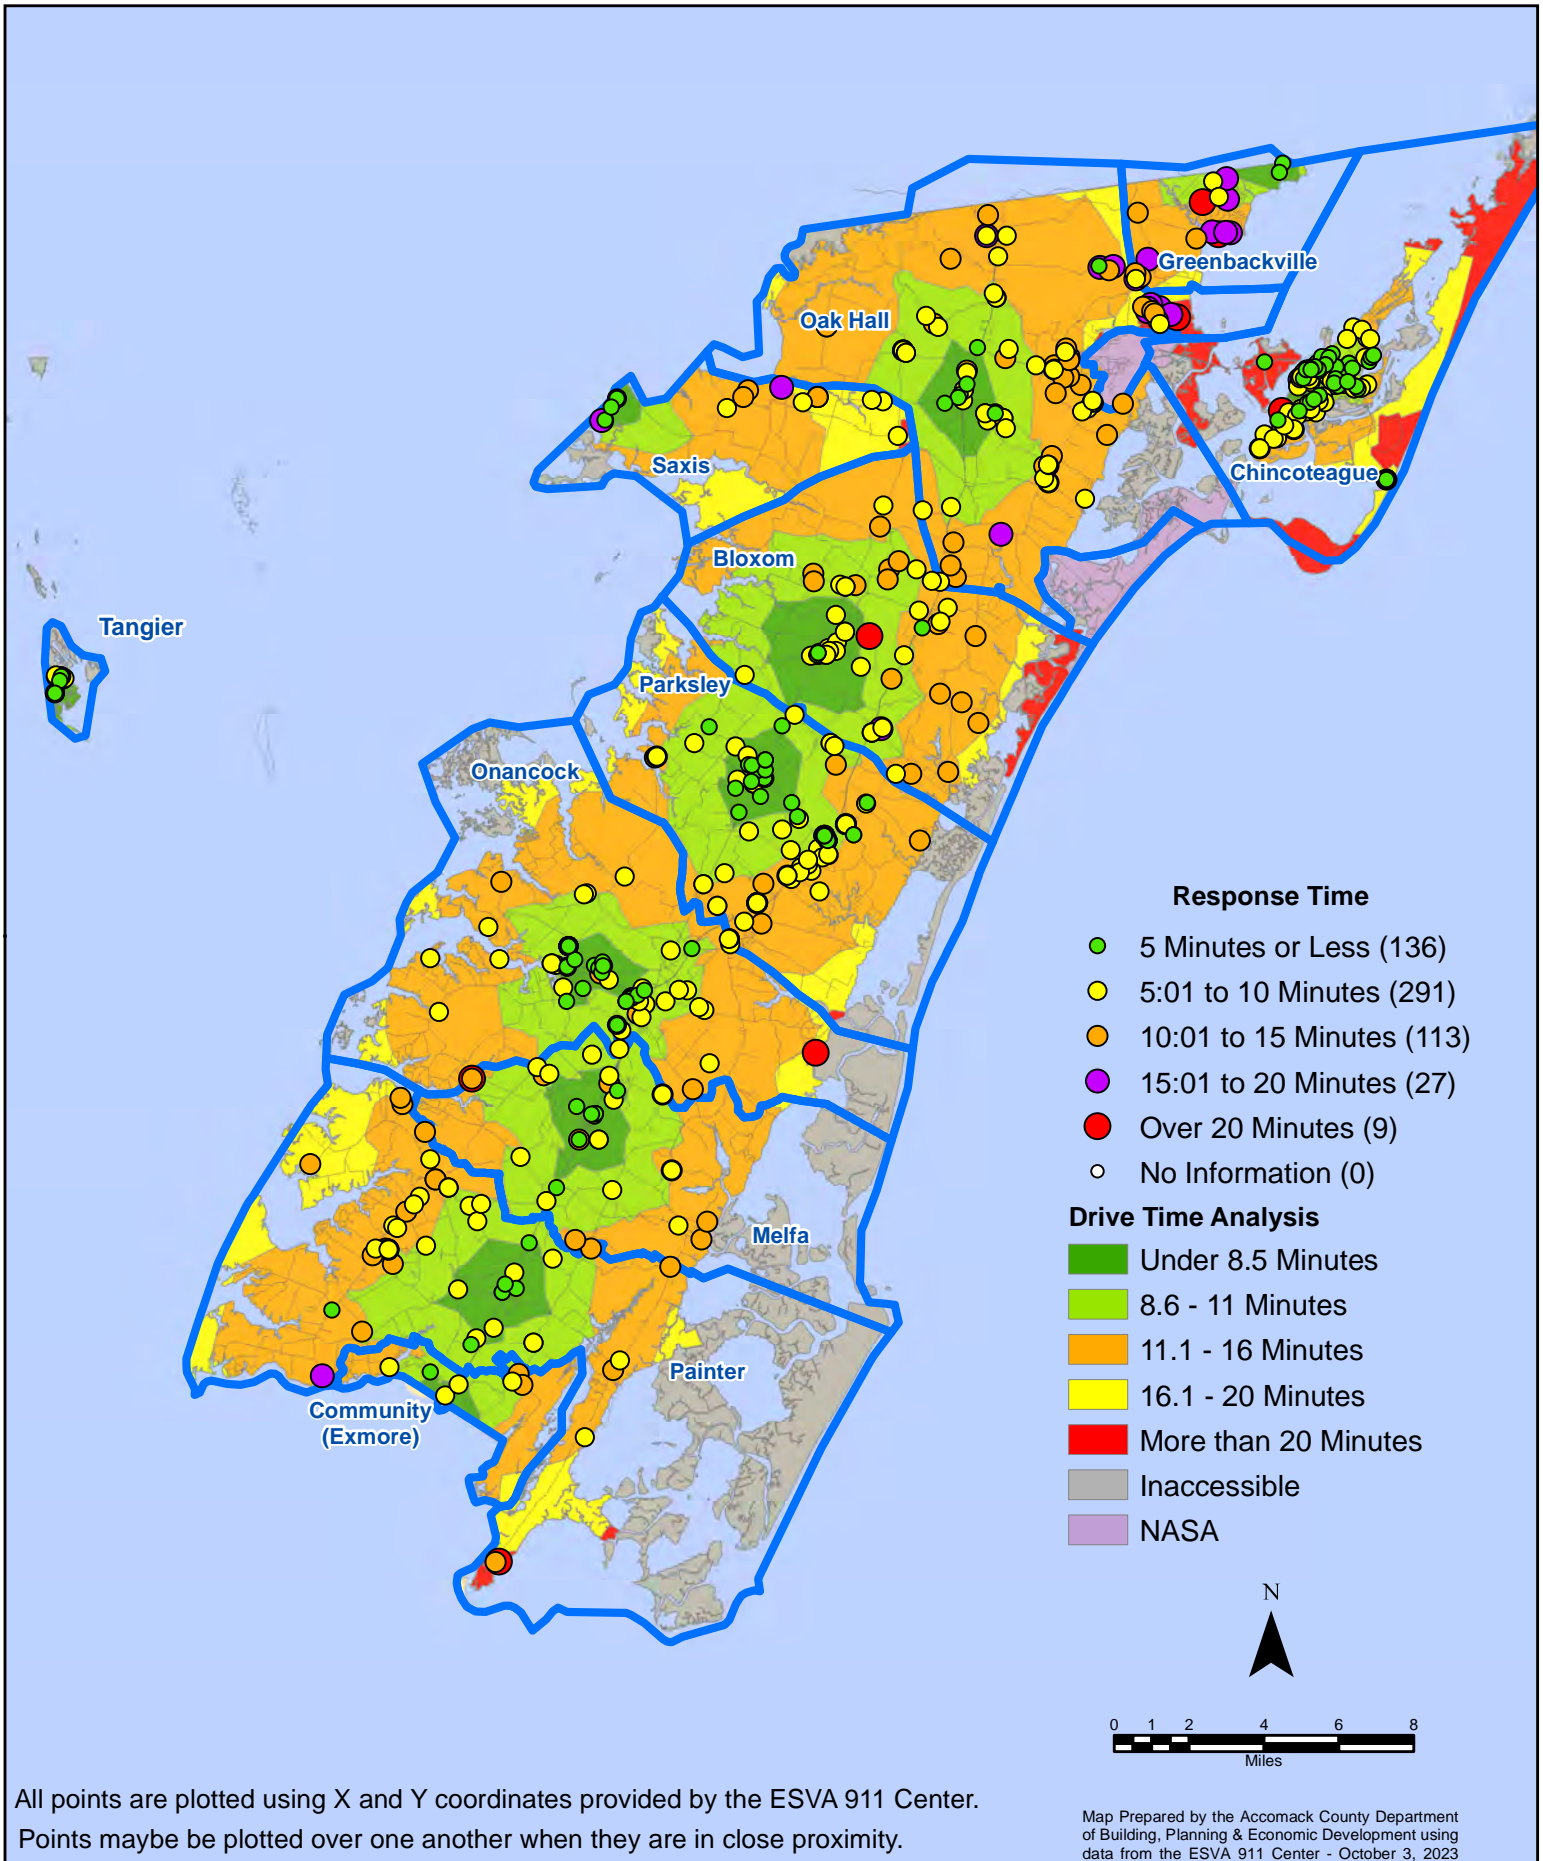 Greenbackville
Oak Hall
Saxis
Chincoteague
Bloxom
Tangier
Parksley
Onancock
Response Time
5 Minutes or Less (136)
5:01 to 10 Minutes (291)
10:01 to 15 Minutes (113)
15:01 to 20 Minutes (27)
Over 20 Minutes (9)
No Information (0)
Drive Time Analysis
Under 8.5 Minutes
8.6 - 11 Minutes
11.1 - 16 Minutes
16.1 - 20 Minutes
More than 20 Minutes
Inaccessible
NASA
Melfa
Painter
Community
(Exmore)
N
0 1 2 4 6 8
Miles
All points are plotted using X and Y coordinates provided by the ESVA 911 Center.
Points maybe be plotted over one another when they are in close proximity.
Map Prepared by the Accomack County Department
of Building, Planning & Economic Development using
data from the ESVA 911 Center - October 3, 2023